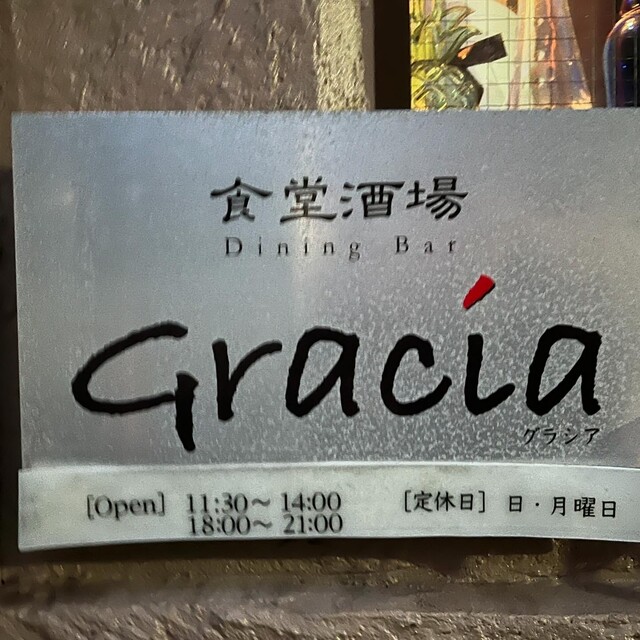 食堂酒場
Dining Bar
Gracia
グラシア
[Open] 11:30～14:00 [定休日] 日・月曜日
18:00～21:00